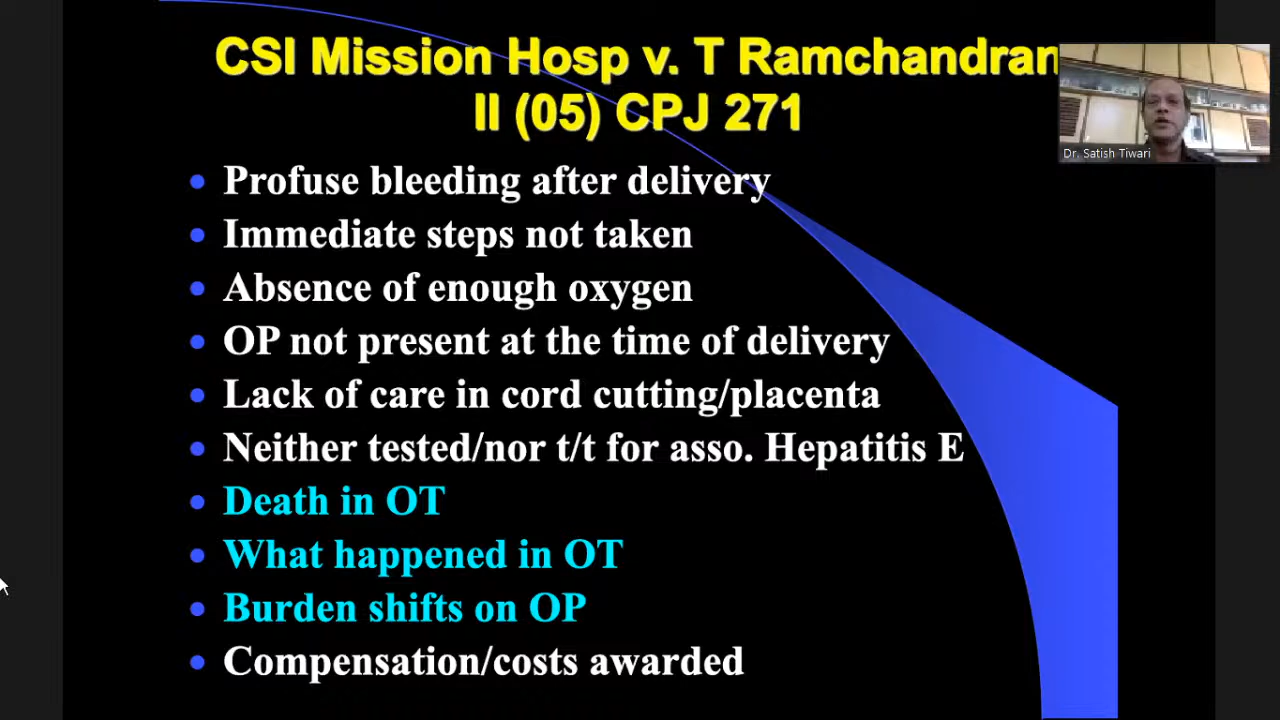 CSI Mission Hosp v. T Ramchandran
II (05) CPJ 271
Dr. Satish Tiwari
• Profuse bleeding after delivery
• Immediate steps not taken
• Absence of enough oxygen
• OP not present at the time of delivery
• Lack of care in cord cutting/placenta
• Neither tested/nor t/t for asso. Hepatitis E
• Death in OT
• What happened in OT
• Burden shifts on OP
• Compensation/costs awarded